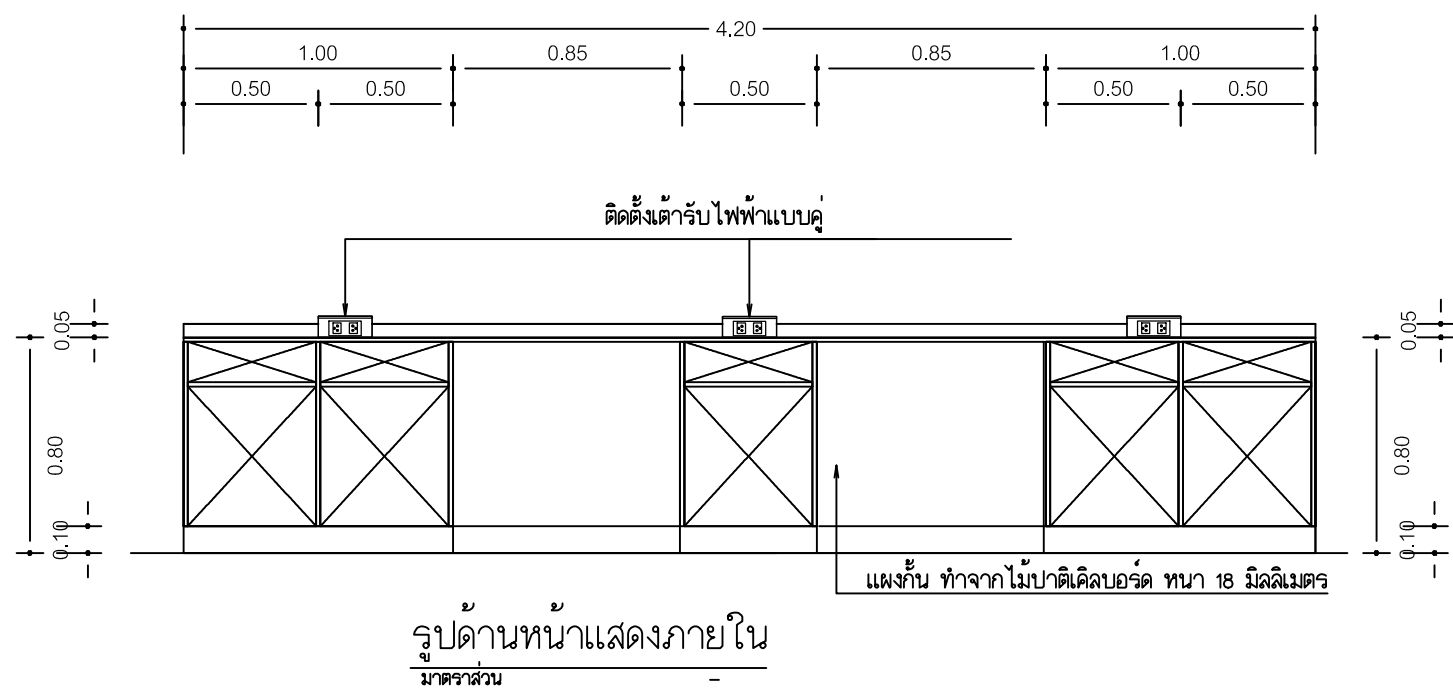 4.20
1.00 0.85 0.85 1.00
0.50 0.50 0.50 0.50 0.50
ติดตั้งเต้ารับไฟฟ้าแบบคู่
0.05 0.05
0.80 0.80
0.10 0.10
แผงกั้น ทำจากไม้ปาติเคิลบอร์ด หนา 18 มิลลิเมตร
รูปด้านหน้าแสดงภายใน
มาตราส่วน -